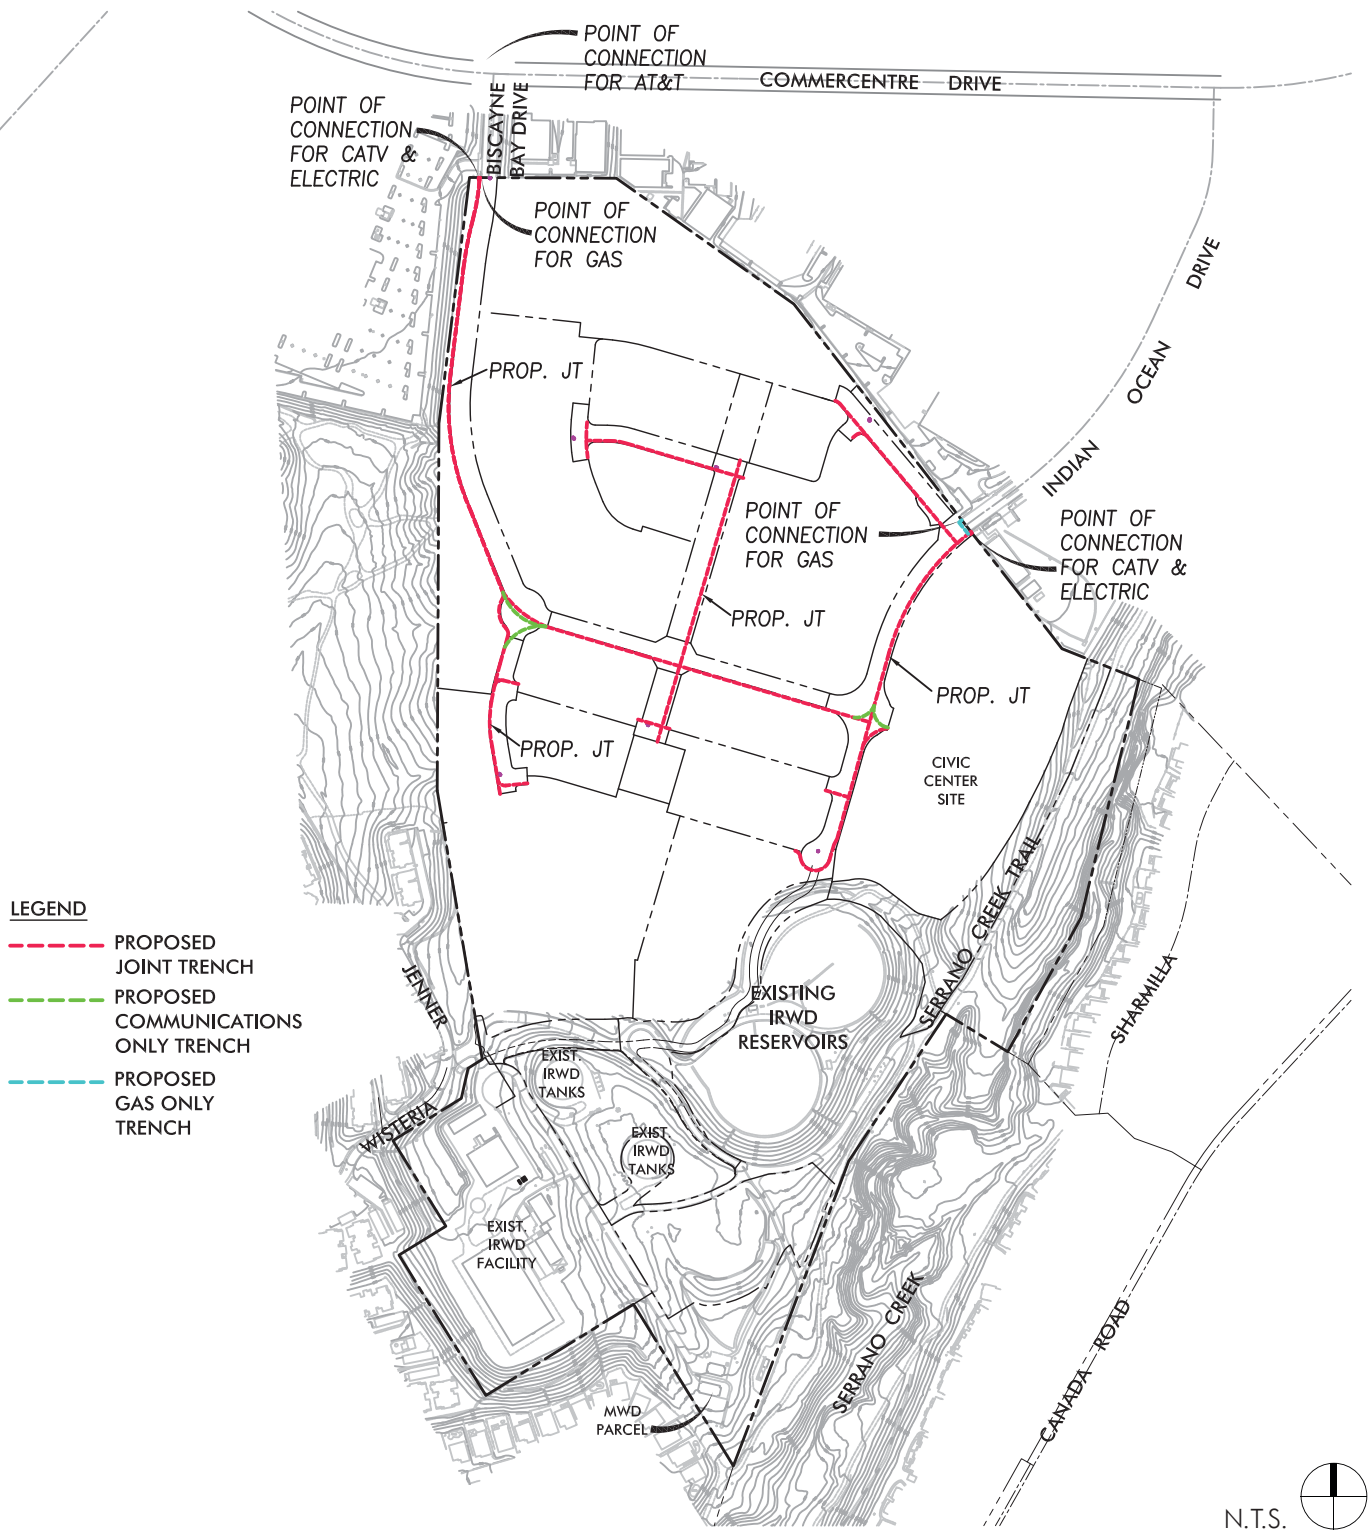 POINT OF
CONNECTION
FOR AT&T
COMMERCENTRE DRIVE
POINT OF
CONNECTION
FOR CATV &
ELECTRIC
BISCAYNE
BAY DRIVE
POINT OF
CONNECTION
FOR GAS
INDIAN OCEAN DRIVE
PROP. JT
POINT OF
CONNECTION
FOR GAS
POINT OF
CONNECTION
FOR CATV &
ELECTRIC
PROP. JT
PROP. JT
PROP. JT
CIVIC
CENTER
SITE
SERRANO CREEK TRAIL
SHARMILLA
LEGEND
PROPOSED
JOINT TRENCH
PROPOSED
COMMUNICATIONS
ONLY TRENCH
PROPOSED
GAS ONLY
TRENCH
JENNER
WISTERIA
EXISTING
IRWD
RESERVOIRS
EXIST.
IRWD
TANKS
EXIST.
IRWD
TANKS
EXIST.
IRWD
FACILITY
SERRANO CREEK
CANADA ROAD
MWD
PARCEL
N.T.S.